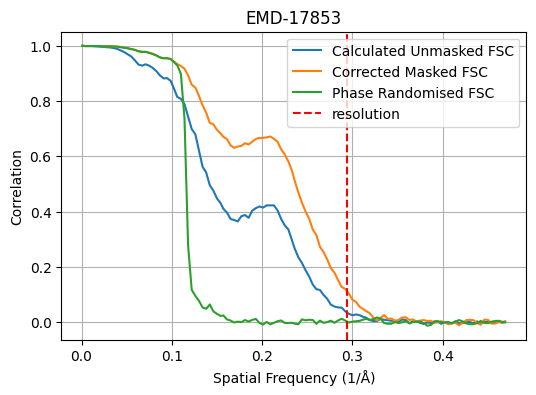 EMD-17853
Calculated Unmasked FSC
Corrected Masked FSC
Phase Randomised FSC
resolution
Correlation
1.0
0.8
0.6
0.4
0.2
0.0
0.0 0.1 0.2 0.3 0.4
Spatial Frequency (1/Å)